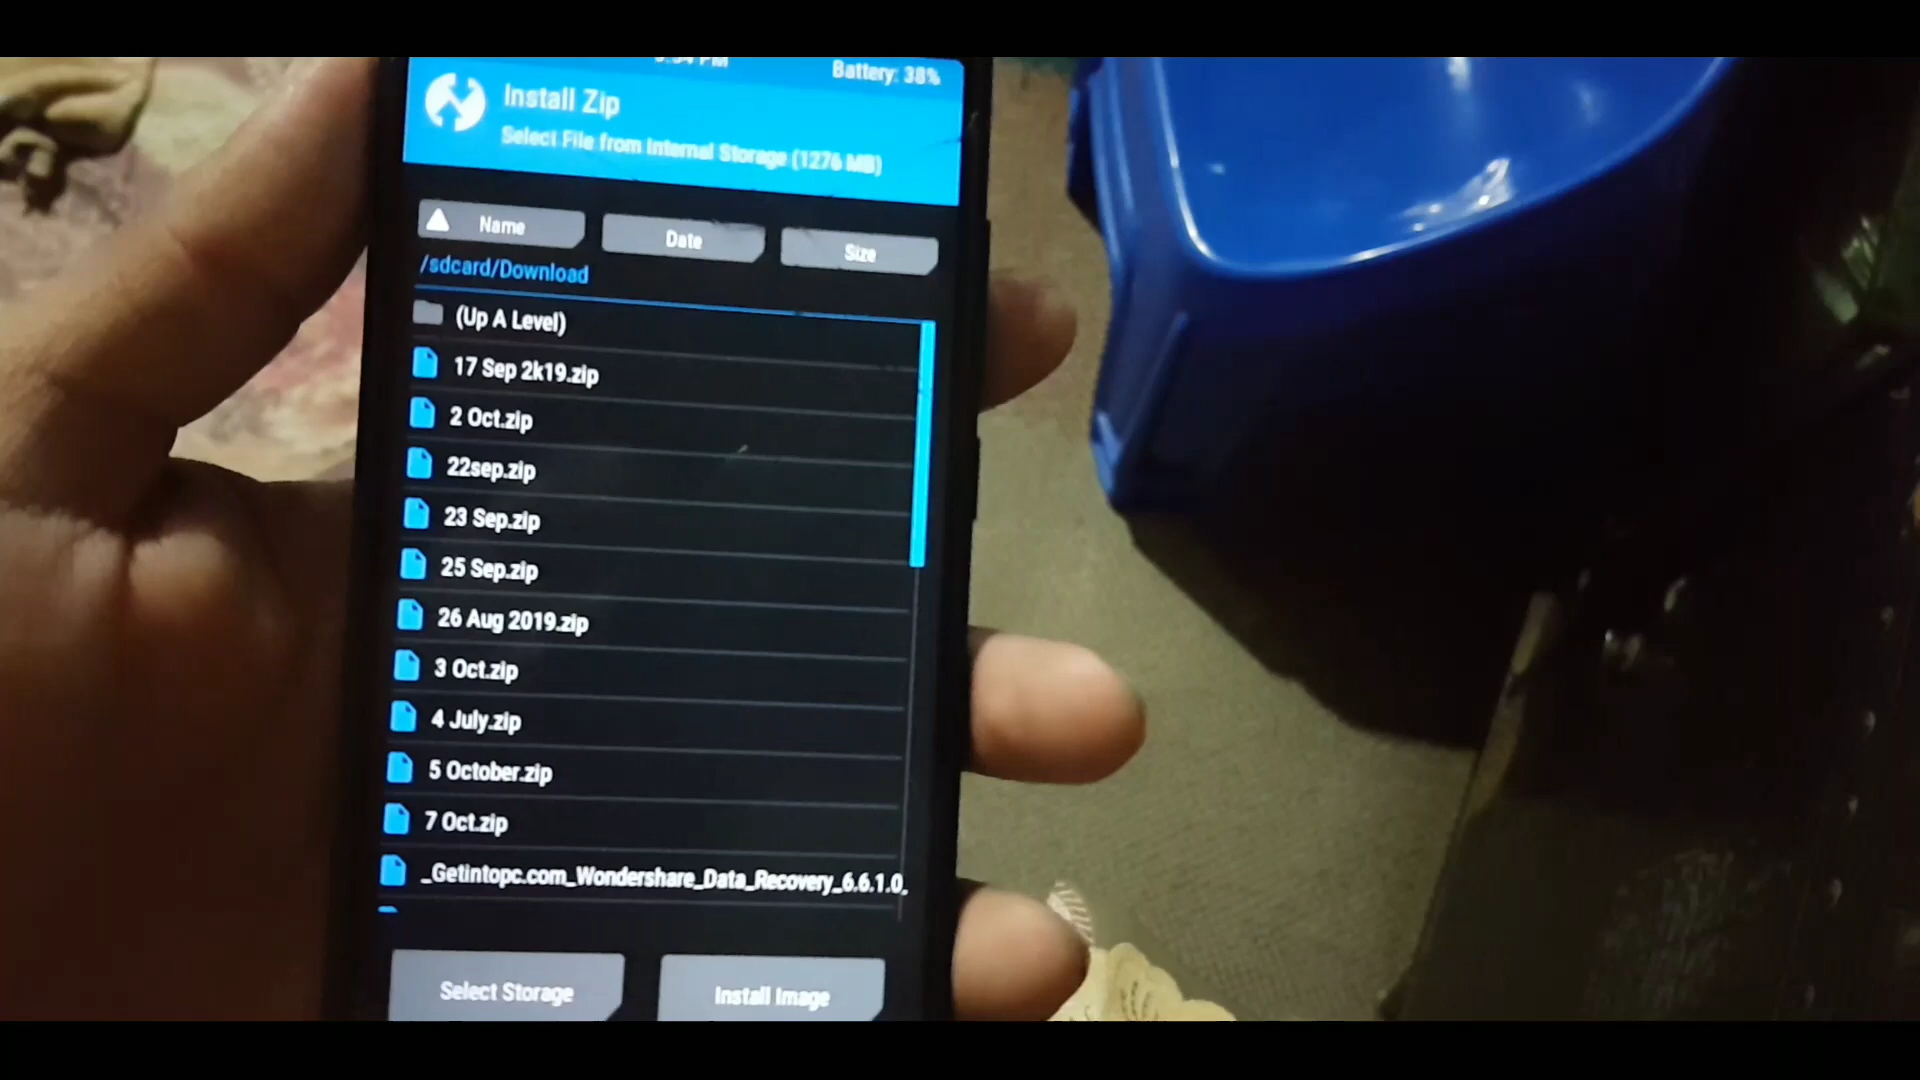 Battery: 38%
Install Zip
Select File from Internal Storage (1276 MB)
Name
Date
Size
/sdcard/Download
(Up A Level)
17 Sep 2k19.zip
2 Oct.zip
22sep.zip
23 Sep.zip
25 Sep.zip
26 Aug 2019.zip
3 Oct.zip
4 July.zip
5 October.zip
7 Oct.zip
_Getintopc.com_Wondershare_Data_Recovery_6.6.1.0_
Select Storage
Install Image